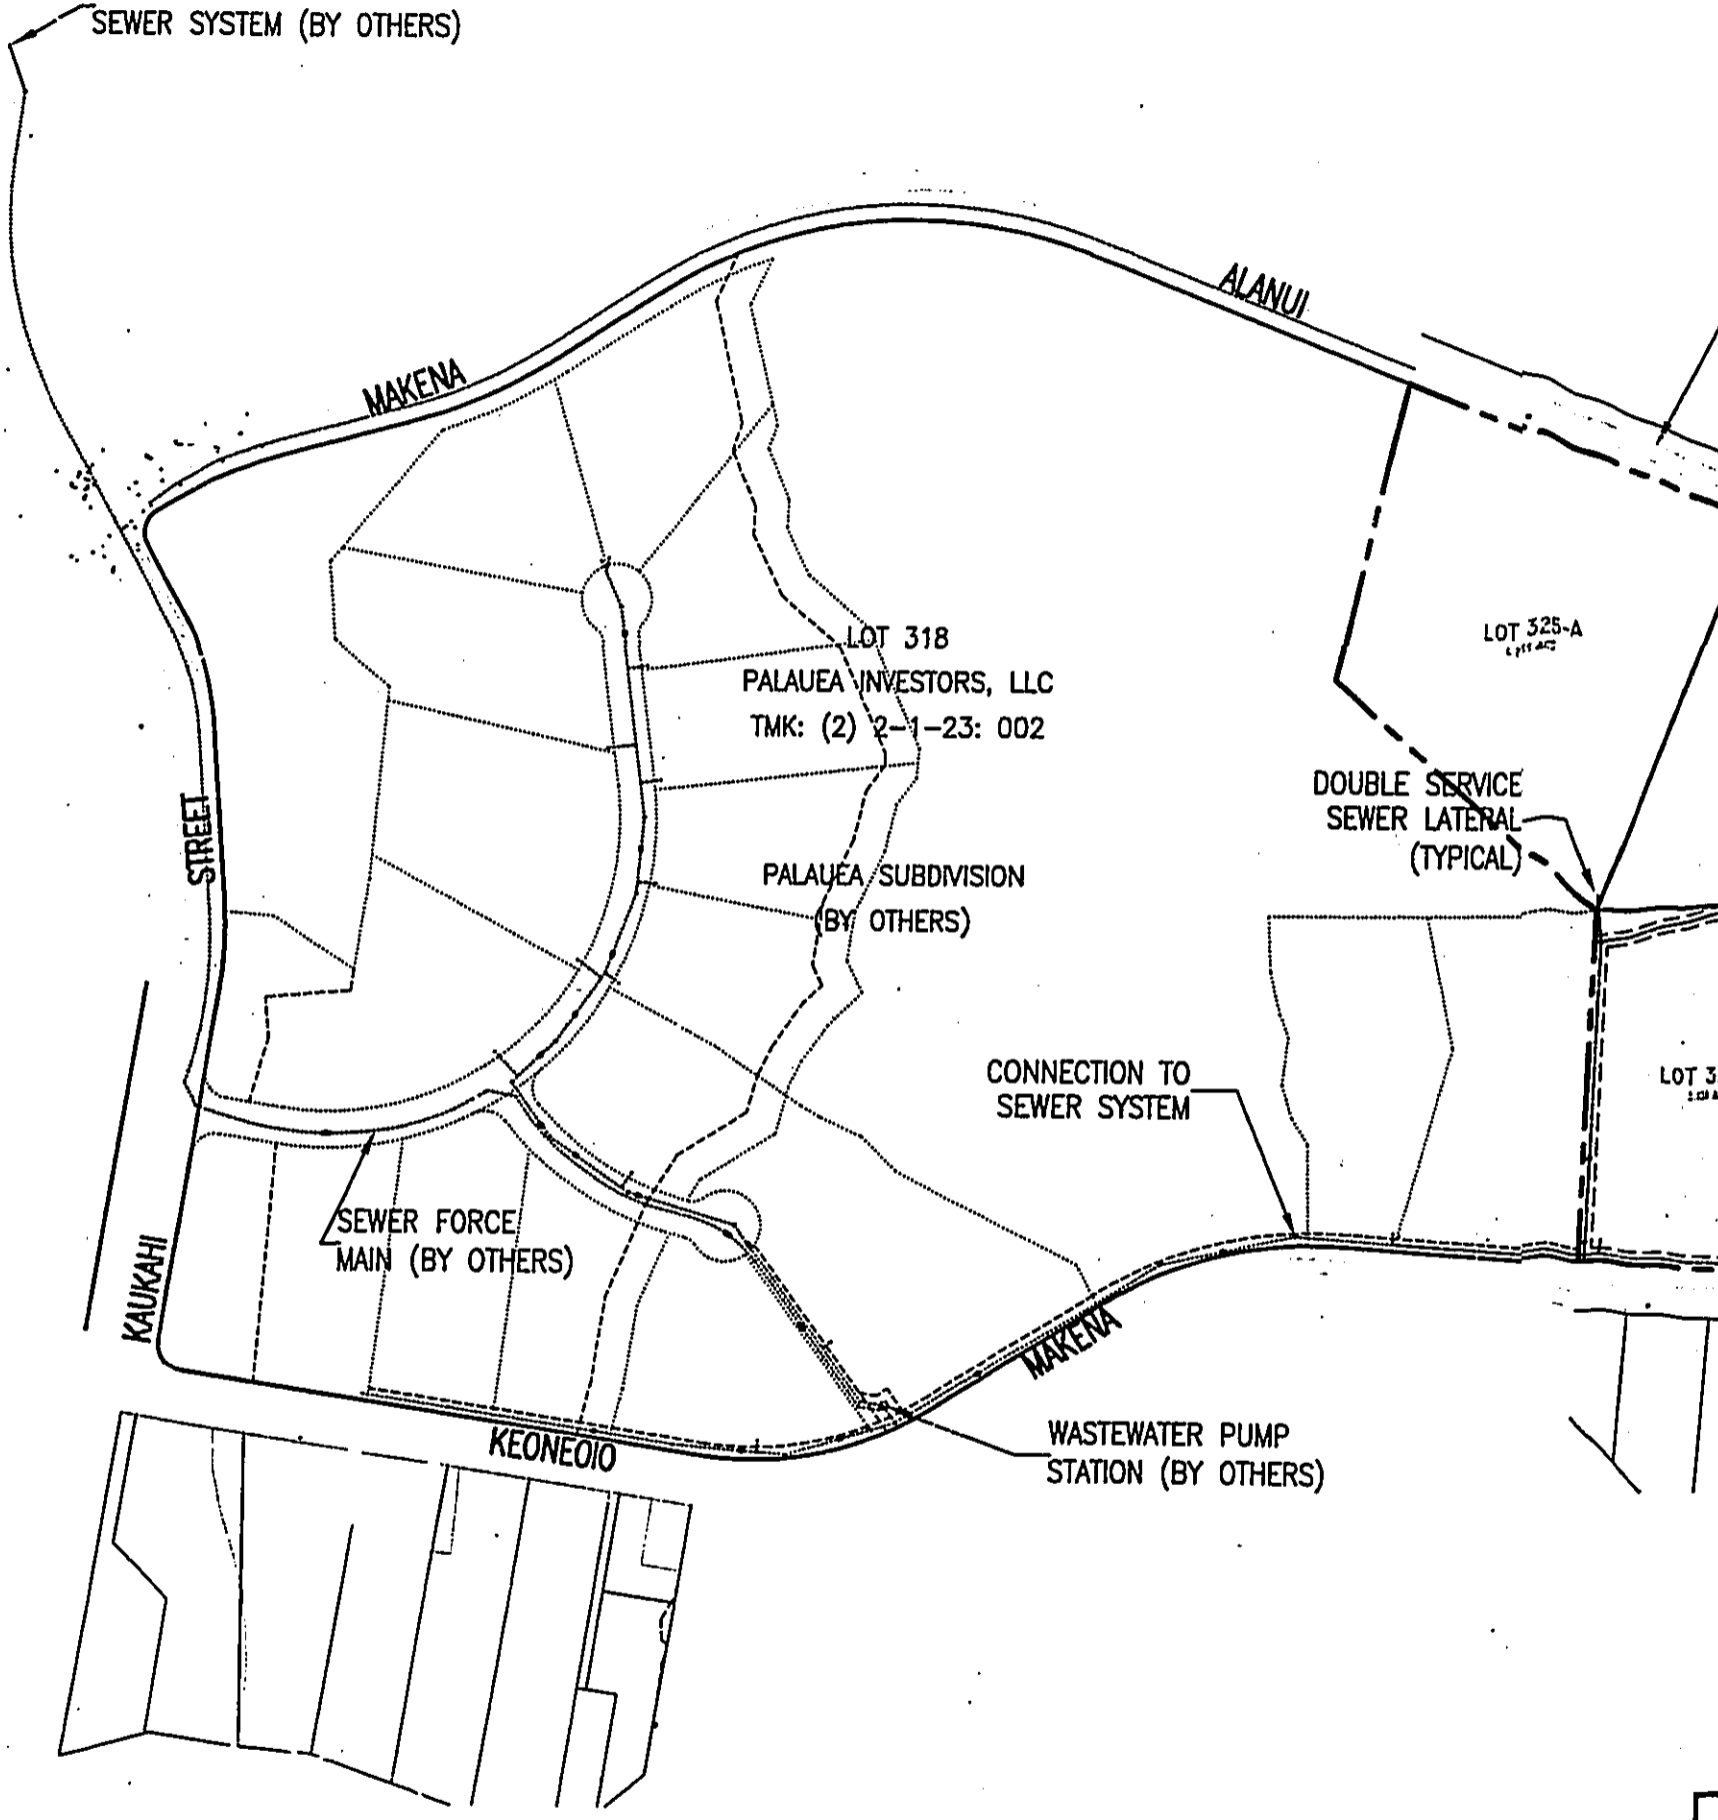 SEWER SYSTEM (BY OTHERS)
ALANUI
MAKENA
LOT 325-A
LOT 318
PALAUEA INVESTORS, LLC
TMK: (2) 2-1-23: 002
DOUBLE SERVICE
SEWER LATERAL
(TYPICAL)
STREET
PALAUEA SUBDIVISION
(BY OTHERS)
CONNECTION TO
SEWER SYSTEM
LOT 3
SEWER FORCE
MAIN (BY OTHERS)
KAUKAHI
MAKENA
KEONEOIO
WASTEWATER PUMP
STATION (BY OTHERS)